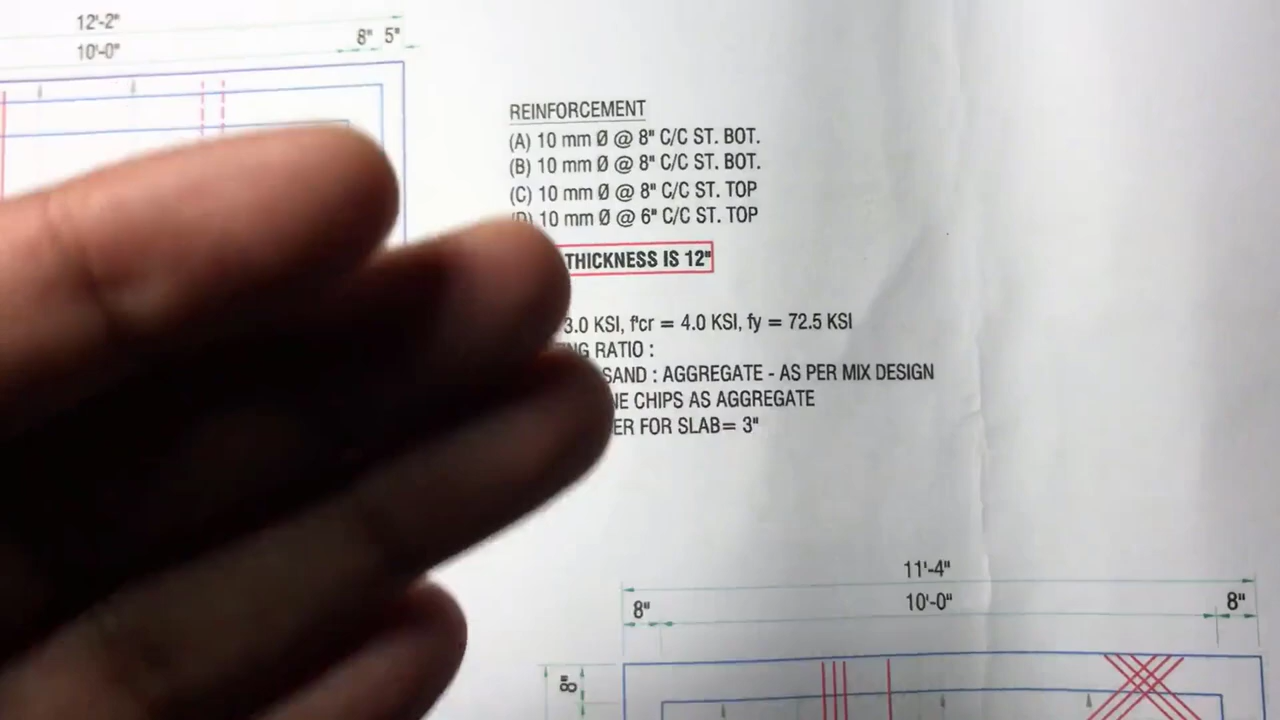 12'-2"
10'-0"
8" 5"
REINFORCEMENT
(A) 10 mm Ø @ 8" C/C ST. BOT.
(B) 10 mm Ø @ 8" C/C ST. BOT.
(C) 10 mm Ø @ 8" C/C ST. TOP
(D) 10 mm Ø @ 6" C/C ST. TOP
THICKNESS IS 12"
3.0 KSI, f'cr = 4.0 KSI, fy = 72.5 KSI
RATIO :
SAND : AGGREGATE - AS PER MIX DESIGN
CHIPS AS AGGREGATE
FOR SLAB= 3"
11'-4"
8" 10'-0" 8"
8"